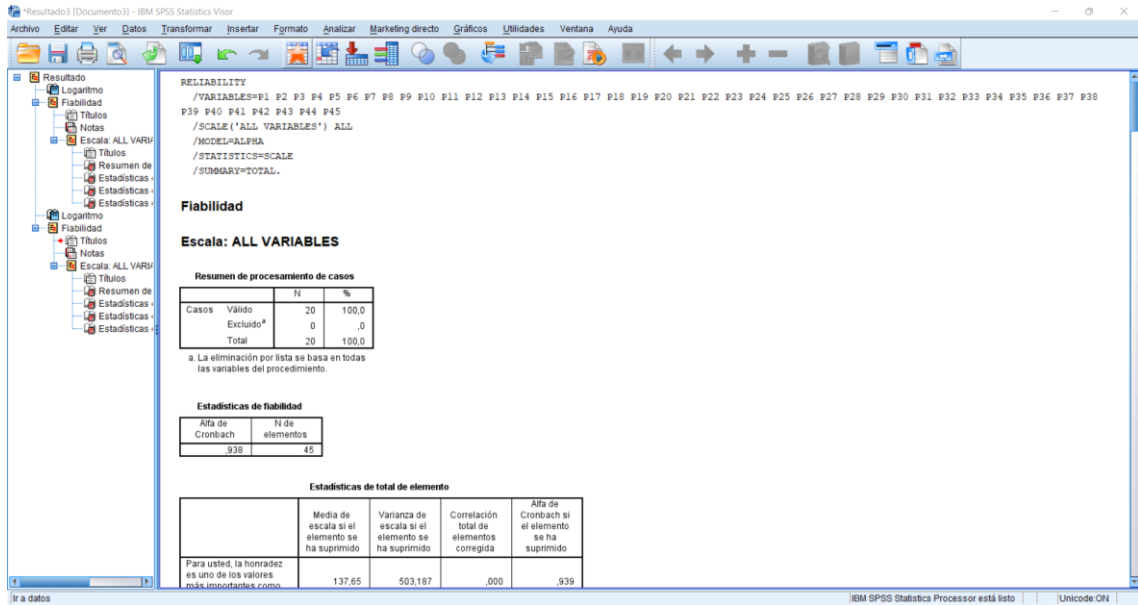 *Resultado3 [Documento3] - IBM SPSS Statistics Visor
Archivo Editar Ver Datos Transformar Insertar Formato Analizar Marketing directo Gráficos Utilidades Ventana Ayuda
Resultado
Logaritmo
Fiabilidad
Títulos
Notas
Escala: ALL VARIA
Títulos
Resumen de
Estadísticas
Estadísticas
Estadísticas
Logaritmo
Fiabilidad
Títulos
Notas
Escala: ALL VARIA
Títulos
Resumen de
Estadísticas
Estadísticas
Estadísticas
RELIABILITY
/VARIABLES=P1 P2 P3 P4 P5 P6 P7 P8 P9 P10 P11 P12 P13 P14 P15 P16 P17 P18 P19 P20 P21 P22 P23 P24 P25 P26 P27 P28 P29 P30 P31 P32 P33 P34 P35 P36 P37 P38
P39 P40 P41 P42 P43 P44 P45
/SCALE('ALL VARIABLES') ALL
/MODEL=ALPHA
/STATISTICS=SCALE
/SUMMARY=TOTAL.
Fiabilidad
Escala: ALL VARIABLES
Resumen de procesamiento de casos
N %
Casos Válido 20 100,0
Excluido^a 0 ,0
Total 20 100,0
a. La eliminación por lista se basa en todas
las variables del procedimiento.
Estadísticas de fiabilidad
Alfa de N de
Cronbach elementos
,938 45
Estadísticas de total de elemento
Alfa de
Media de Varianza de Correlación Cronbach si
escala si el escala si el total de el elemento
elemento se elemento se elementos se ha
ha suprimido ha suprimido corregida suprimido
Para usted, la honradez
es uno de los valores 137,65 503,187 ,000 ,939
más importantes como
Ir a datos IBM SPSS Statistics Processor está listo Unicode:ON